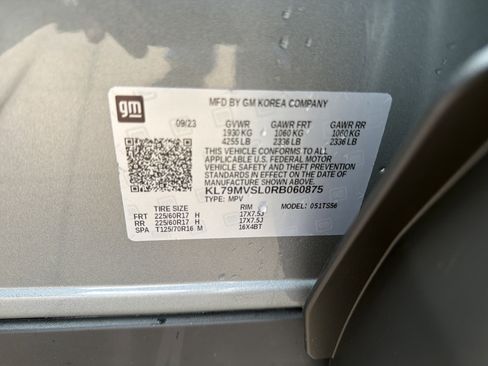 gm
MFD BY GM KOREA COMPANY
09/23 GVWR GAWR FRT GAWR RR
1930 KG 1060 KG 1060 KG
4255 LB 2336 LB 2336 LB
THIS VEHICLE CONFORMS TO ALL
APPLICABLE U.S. FEDERAL MOTOR
VEHICLE SAFETY AND THEFT PREVENTION
STANDARDS IN EFFECT ON THE DATE OF
MANUFACTURE SHOWN ABOVE.
KL79MVSL0RB060875
TYPE: MPV MODEL: 051TS56
TIRE SIZE RIM
FRT 225/60R17 H 17X7.5J
RR 225/60R17 H 17X7.5J
SPA T125/70R16 M 16X4BT